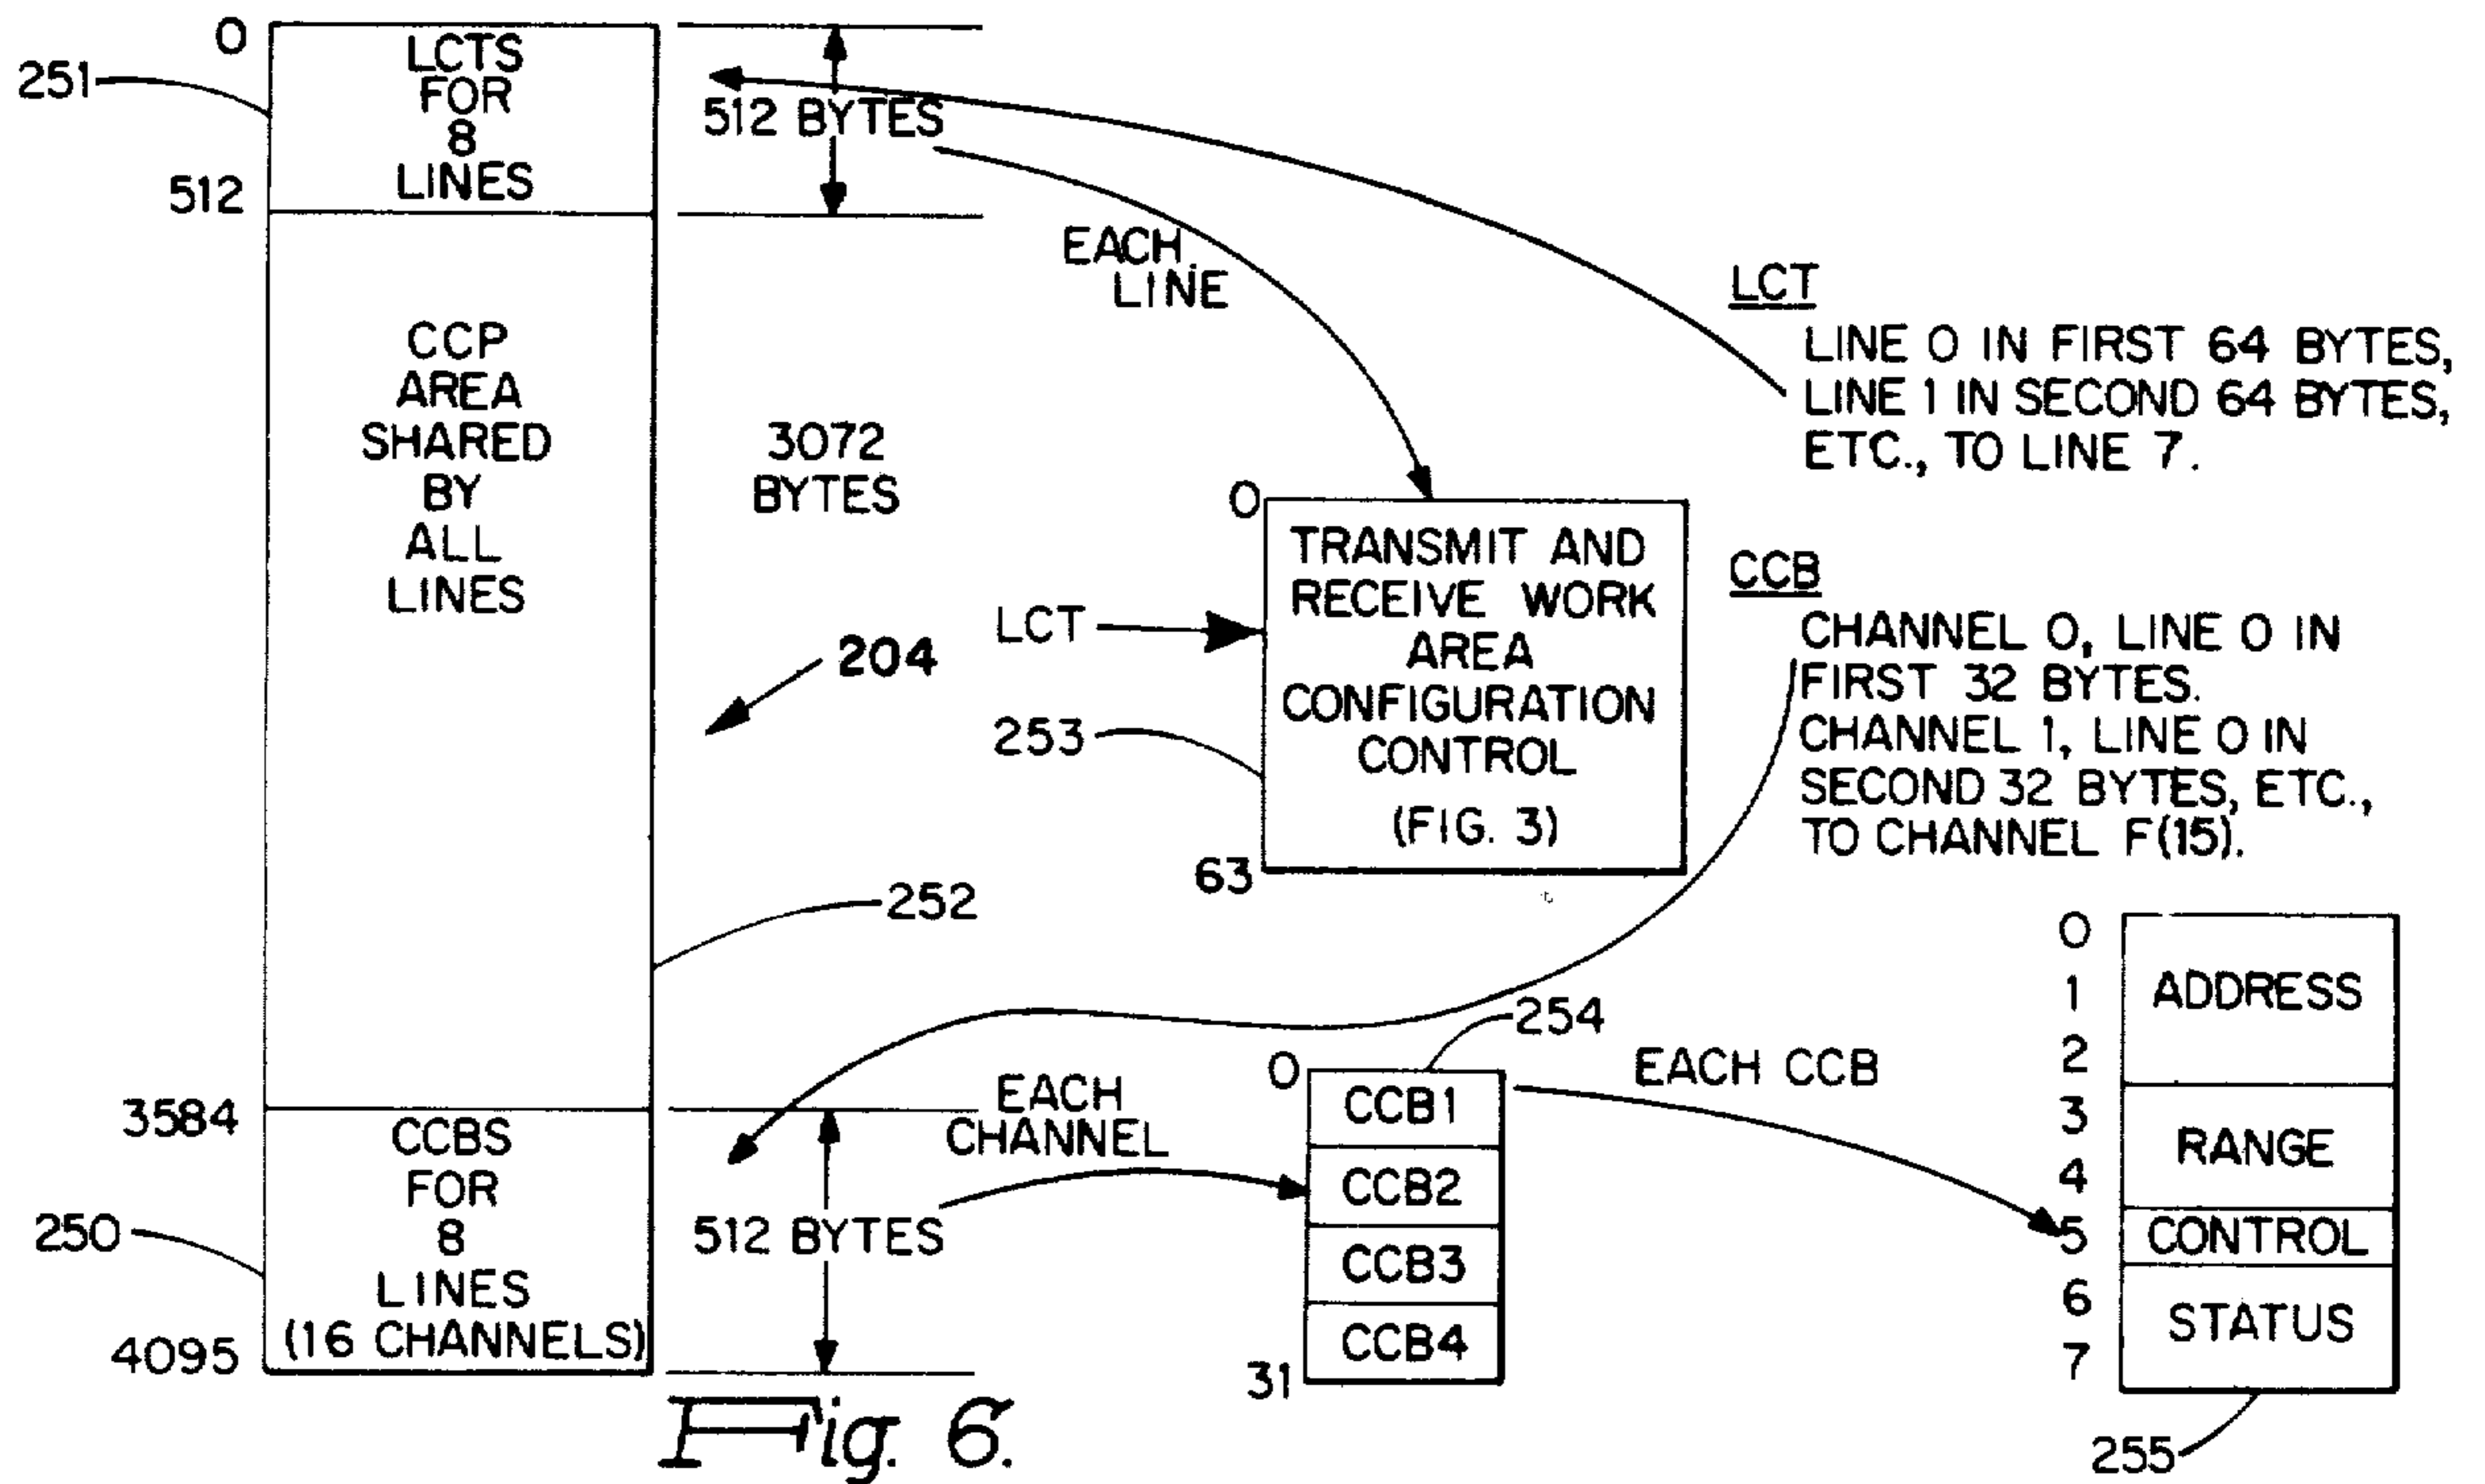 0
LCTS
FOR
8
LINES
251
512
512 BYTES
EACH
LINE
CCP
AREA
SHARED
BY
ALL
LINES
3072
BYTES
204
252
LCT
LINE 0 IN FIRST 64 BYTES,
LINE 1 IN SECOND 64 BYTES,
ETC., TO LINE 7.
0
TRANSMIT AND
RECEIVE WORK
AREA
CONFIGURATION
CONTROL
(FIG. 3)
63
LCT
253
CCB
CHANNEL 0, LINE 0 IN
FIRST 32 BYTES.
CHANNEL 1, LINE 0 IN
SECOND 32 BYTES, ETC.,
TO CHANNEL F(15).
3584
CCBS
FOR
8
LINES
(16 CHANNELS)
250
4095
512 BYTES
EACH
CHANNEL
254
0
CCB1
CCB2
CCB3
CCB4
31
EACH CCB
0
1
2
ADDRESS
3
4
RANGE
5
CONTROL
6
7
STATUS
255
Fig. 6.